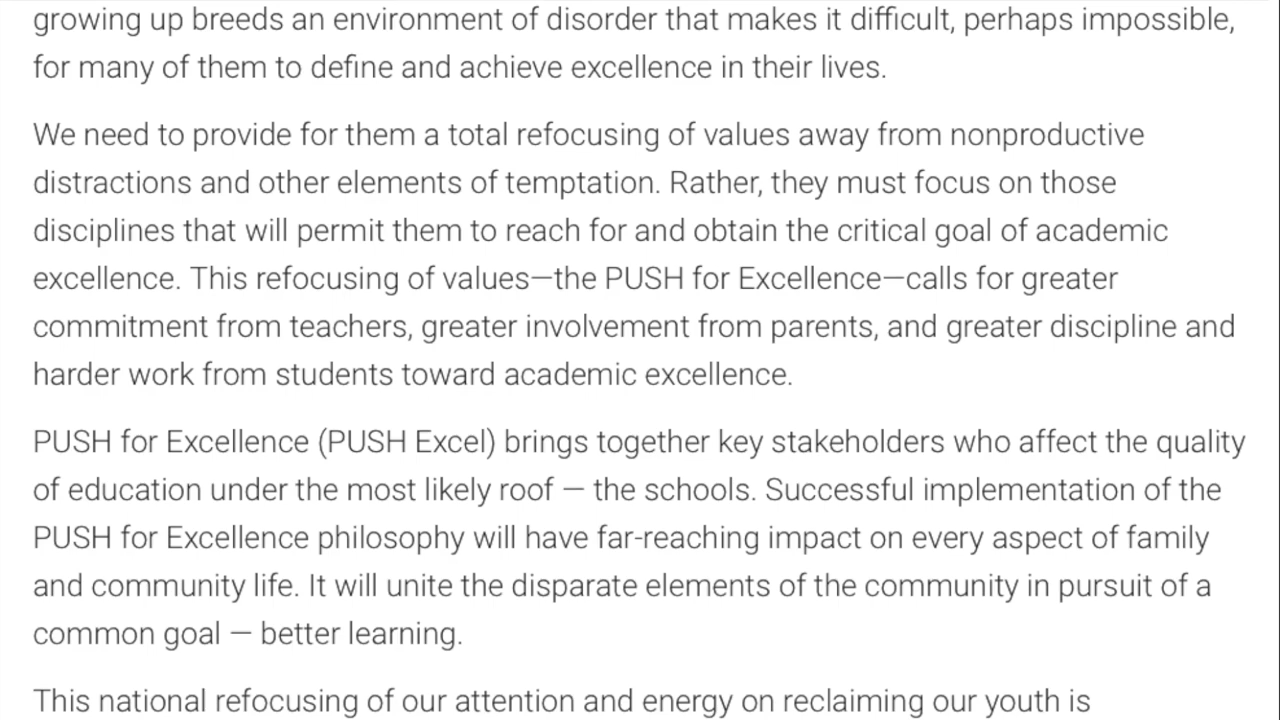 growing up breeds an environment of disorder that makes it difficult, perhaps impossible,
for many of them to define and achieve excellence in their lives.
We need to provide for them a total refocusing of values away from nonproductive
distractions and other elements of temptation. Rather, they must focus on those
disciplines that will permit them to reach for and obtain the critical goal of academic
excellence. This refocusing of values—the PUSH for Excellence—calls for greater
commitment from teachers, greater involvement from parents, and greater discipline and
harder work from students toward academic excellence.
PUSH for Excellence (PUSH Excel) brings together key stakeholders who affect the quality
of education under the most likely roof — the schools. Successful implementation of the
PUSH for Excellence philosophy will have far-reaching impact on every aspect of family
and community life. It will unite the disparate elements of the community in pursuit of a
common goal — better learning.
This national refocusing of our attention and energy on reclaiming our youth is